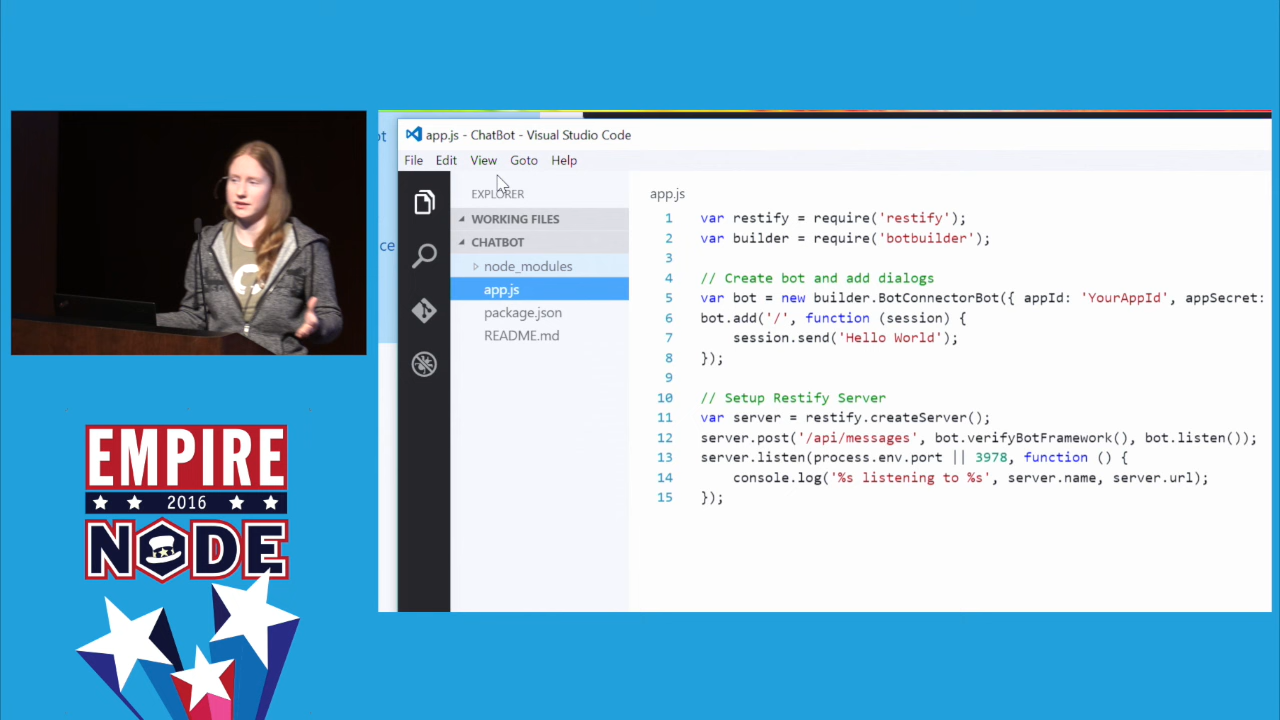 ot
ce
app.js - ChatBot - Visual Studio Code
File Edit View Goto Help
EXPLORER
WORKING FILES
CHATBOT
node_modules
app.js
package.json
README.md
app.js
1 var restify = require('restify');
2 var builder = require('botbuilder');
3
4 // Create bot and add dialogs
5 var bot = new builder.BotConnectorBot({ appId: 'YourAppId', appSecret:
6 bot.add('/', function (session) {
7 session.send('Hello World');
8 });
9
10 // Setup Restify Server
11 var server = restify.createServer();
12 server.post('/api/messages', bot.verifyBotFramework(), bot.listen());
13 server.listen(process.env.port || 3978, function () {
14 console.log('%s listening to %s', server.name, server.url);
15 });
EMPIRE
2016
NODE